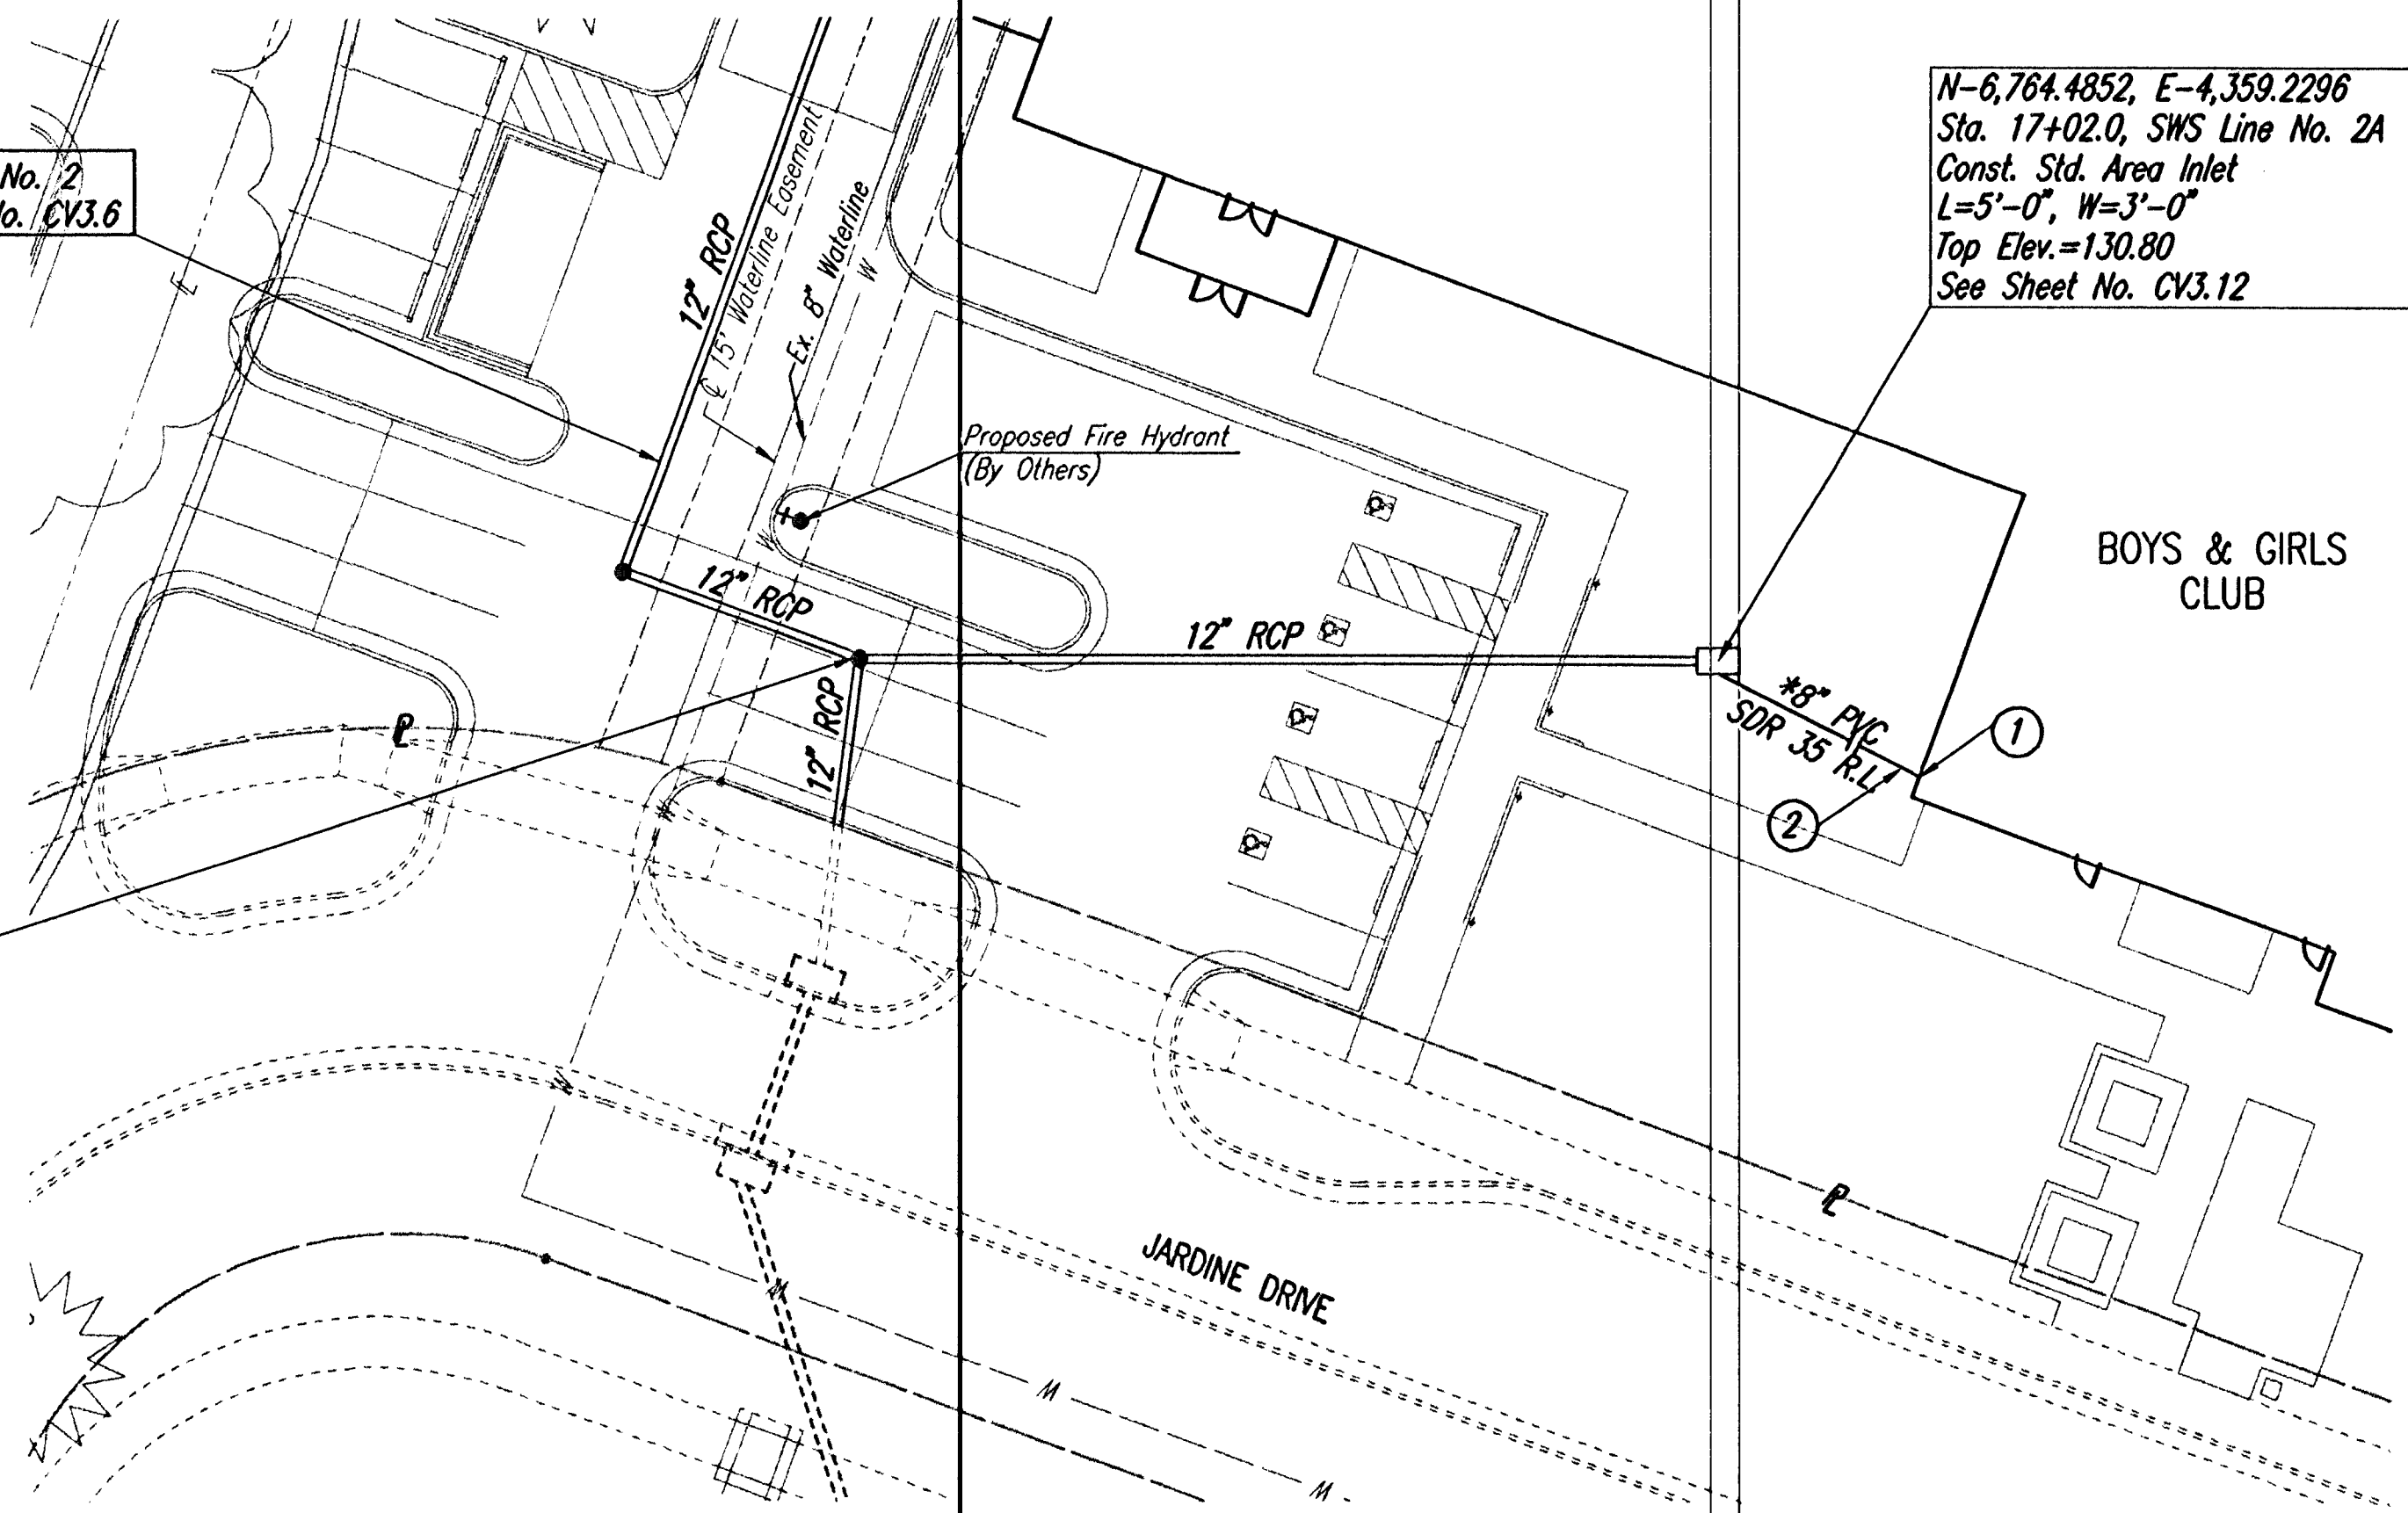 N-6,764.4852, E-4,359.2296
Sta. 17+02.0, SWS Line No. 2A
Const. Std. Area Inlet
L=5'-0", W=3'-0"
Top Elev.=130.80
See Sheet No. CV3.12
No. 2
No. CV3.6
12" RCP
℄ 15' Waterline Easement
Ex. 8" Waterline
W
Proposed Fire Hydrant
(By Others)
W
12" RCP
12" RCP
12" RCP
BOYS & GIRLS
CLUB
*8" PVC
SDR 35 R.L.
1
2
℄
W
W
W
JARDINE DRIVE
W
W
W